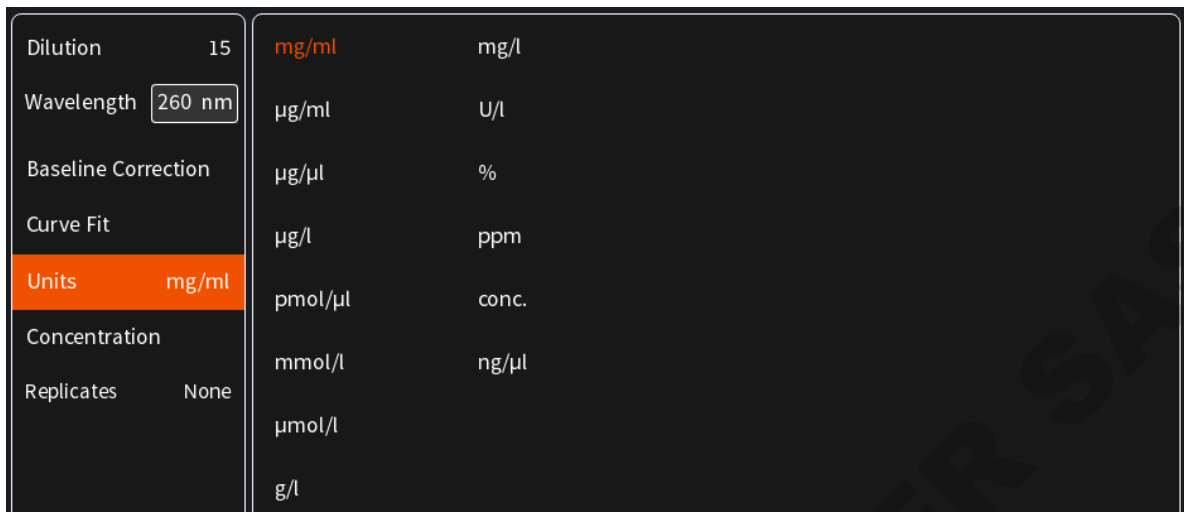 Dilution 15
Wavelength 260 nm
Baseline Correction
Curve Fit
Units mg/ml
Concentration
Replicates None
mg/ml mg/l
µg/ml U/l
µg/µl %
µg/l ppm
pmol/µl conc.
mmol/l ng/µl
µmol/l
g/l